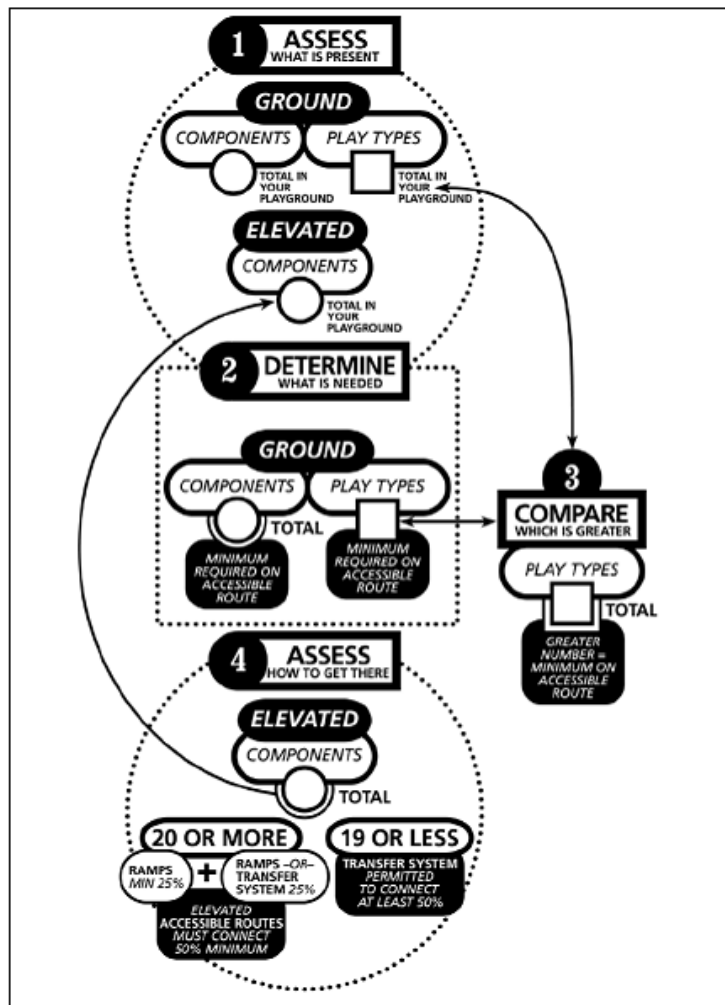 1
ASSESS
WHAT IS PRESENT
GROUND
COMPONENTS
PLAY TYPES
TOTAL IN
YOUR
PLAYGROUND
TOTAL IN
YOUR
PLAYGROUND
ELEVATED
COMPONENTS
TOTAL IN
YOUR
PLAYGROUND
2
DETERMINE
WHAT IS NEEDED
GROUND
COMPONENTS
PLAY TYPES
TOTAL
MINIMUM
REQUIRED ON
ACCESSIBLE
ROUTE
MINIMUM
REQUIRED ON
ACCESSIBLE
ROUTE
3
COMPARE
WHICH IS GREATER
PLAY TYPES
TOTAL
GREATER
NUMBER =
MINIMUM ON
ACCESSIBLE
ROUTE
4
ASSESS
HOW TO GET THERE
ELEVATED
COMPONENTS
TOTAL
20 OR MORE
RAMPS
MIN 25%
+
RAMPS –OR–
TRANSFER
SYSTEM 25%
ELEVATED
ACCESSIBLE ROUTES
MUST CONNECT
50% MINIMUM
19 OR LESS
TRANSFER SYSTEM
PERMITTED
TO CONNECT
AT LEAST 50%